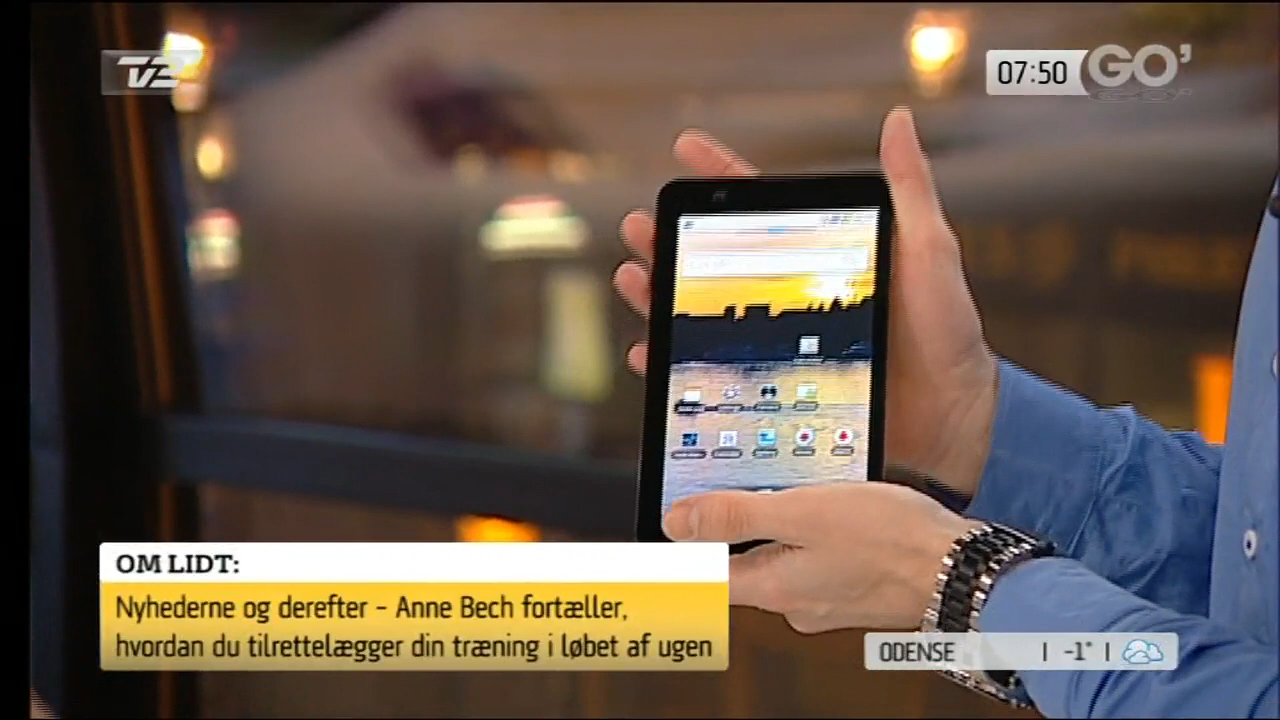 TV2
07:50 GO'
OM LIDT:
Nyhederne og derefter - Anne Bech fortæller,
hvordan du tilrettelægger din træning i løbet af ugen
ODENSE | -1° |